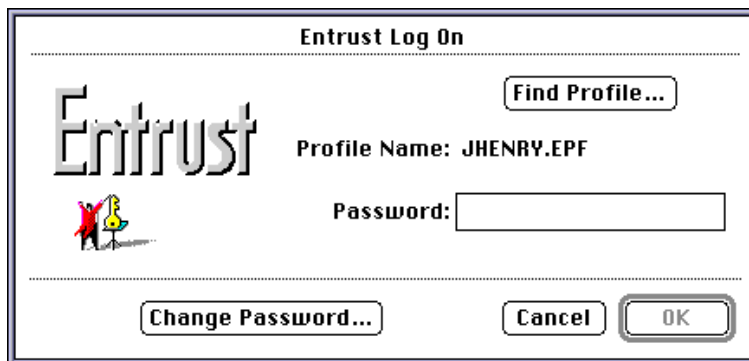 Entrust Log On
Find Profile...
Entrust
Profile Name: JHENRY.EPF
Password:
Change Password...
Cancel
OK